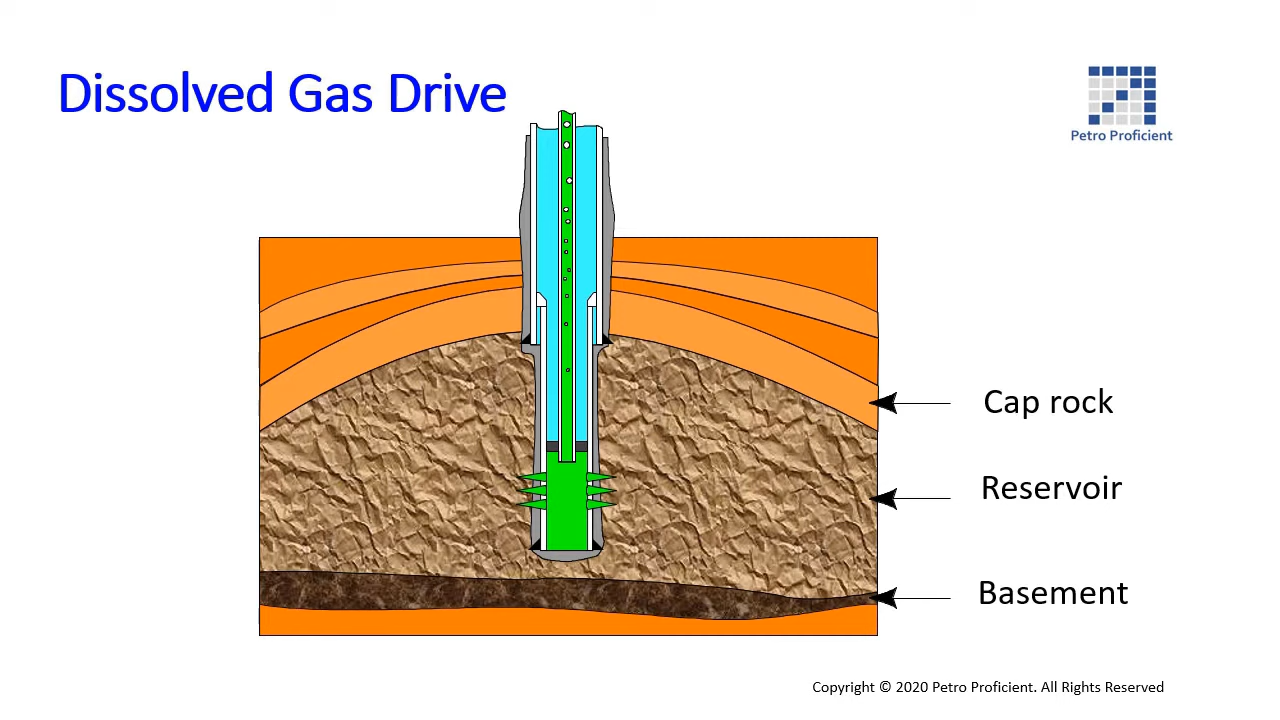 Dissolved Gas Drive
Petro Proficient
Cap rock
Reservoir
Basement
Copyright © 2020 Petro Proficient. All Rights Reserved